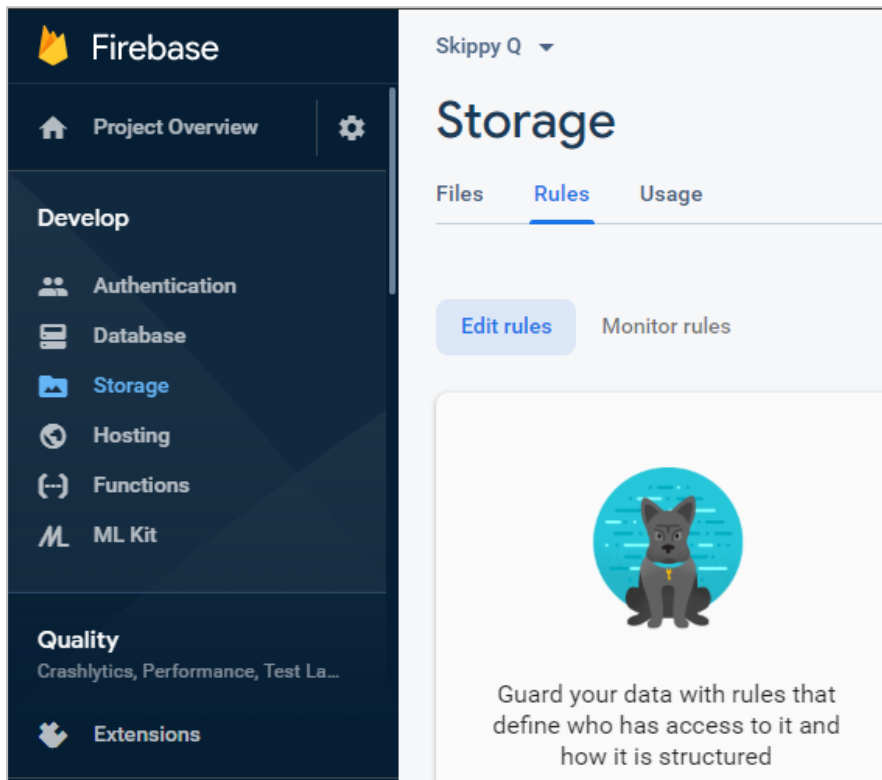 Firebase
Project Overview
Develop
Authentication
Database
Storage
Hosting
Functions
ML Kit
Quality
Crashlytics, Performance, Test La...
Extensions
Skippy Q
Storage
Files Rules Usage
Edit rules Monitor rules
Guard your data with rules that
define who has access to it and
how it is structured